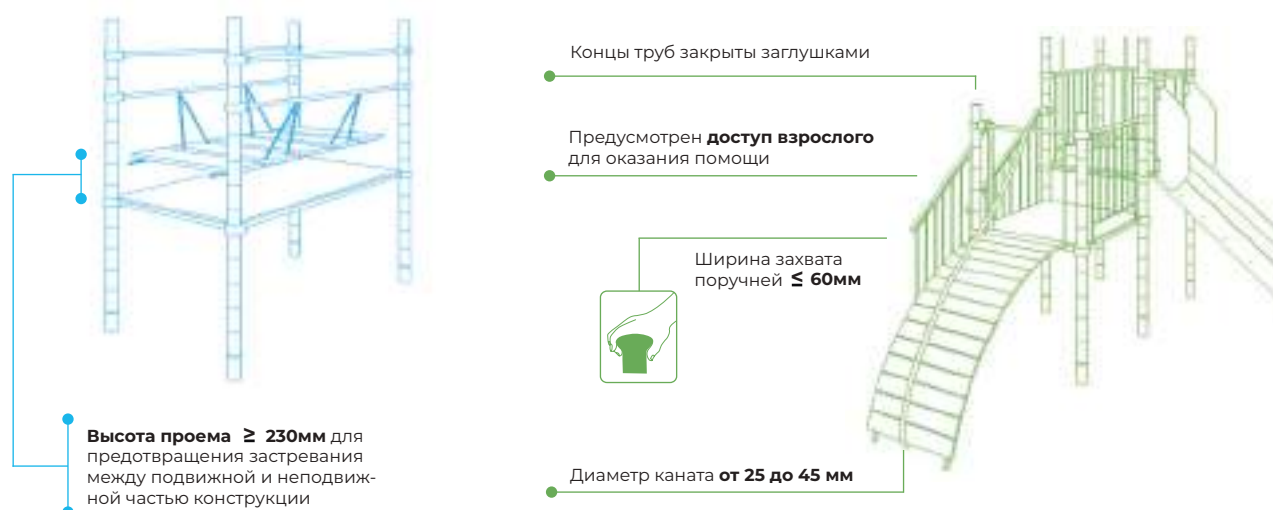 Концы труб закрыты заглушками
Предусмотрен доступ взрослого
для оказания помощи
Ширина захвата
поручней ≤ 60мм
Высота проема ≥ 230мм для
предотвращения застревания
между подвижной и неподвиж-
ной частью конструкции
Диаметр каната от 25 до 45 мм